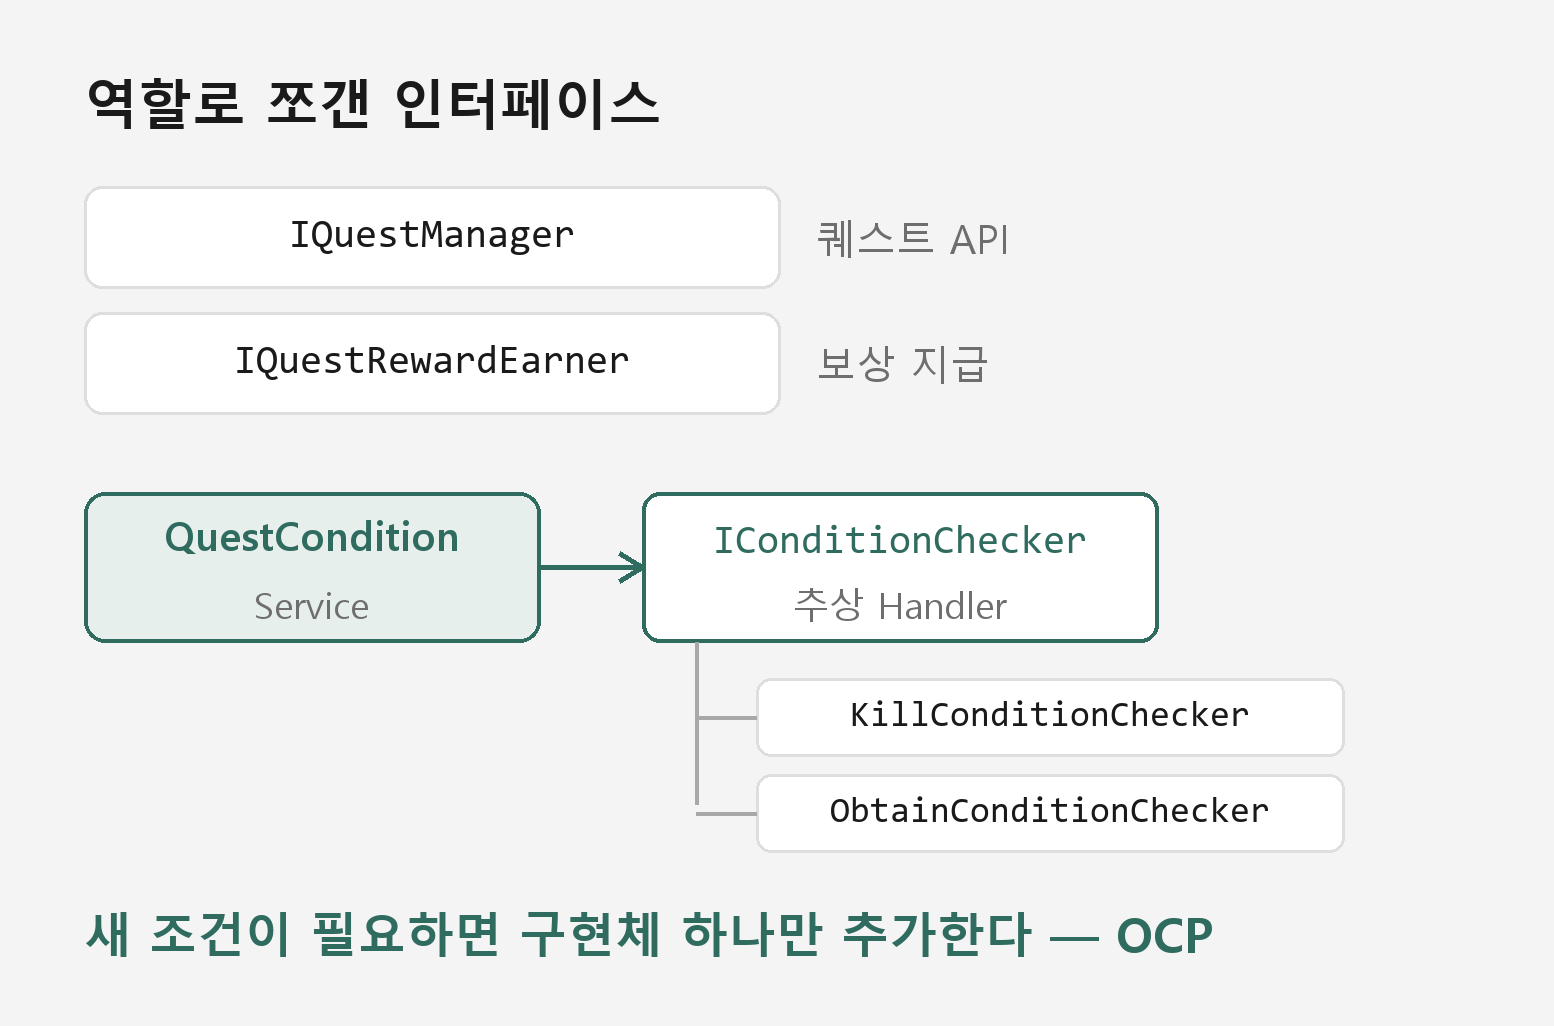 역할로 쪼갠 인터페이스
IQuestManager
퀘스트 API
IQuestRewardEarner
보상 지급
QuestCondition
Service
IConditionChecker
추상 Handler
KillConditionChecker
ObtainConditionChecker
새 조건이 필요하면 구현체 하나만 추가한다 — OCP